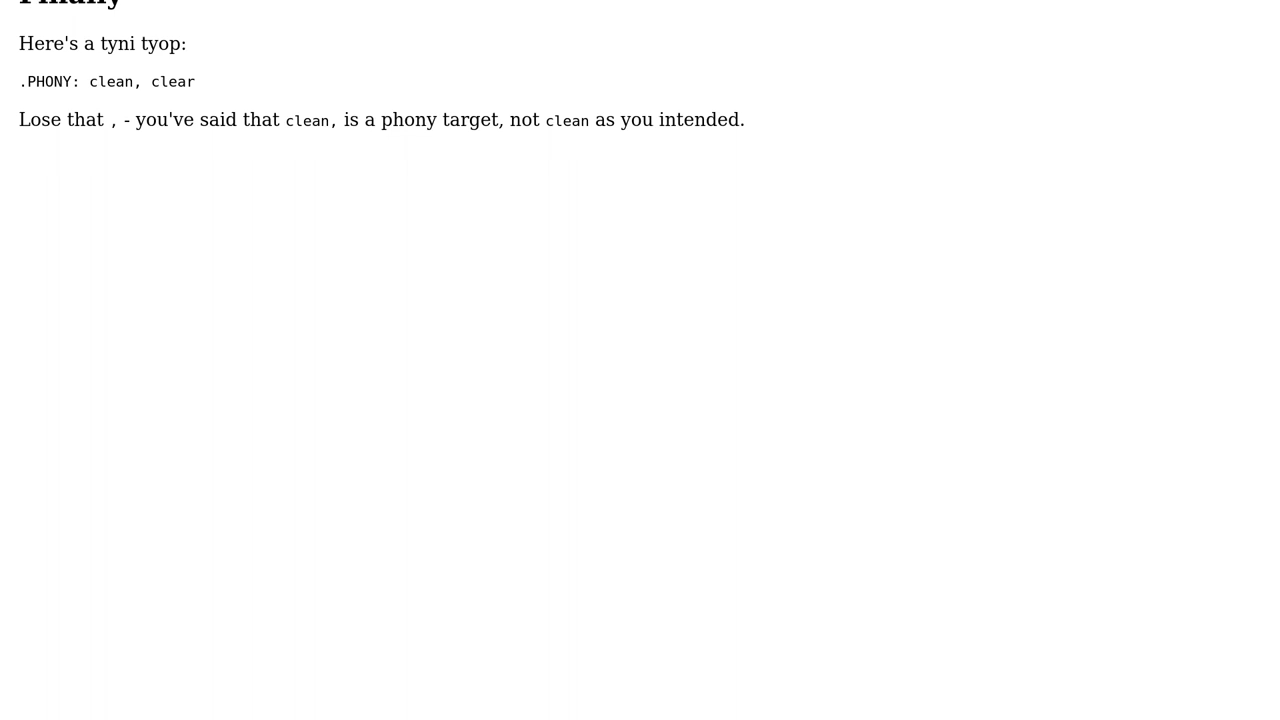 Finally
Here's a tyni tyop:
.PHONY: clean, clear
Lose that , - you've said that clean, is a phony target, not clean as you intended.